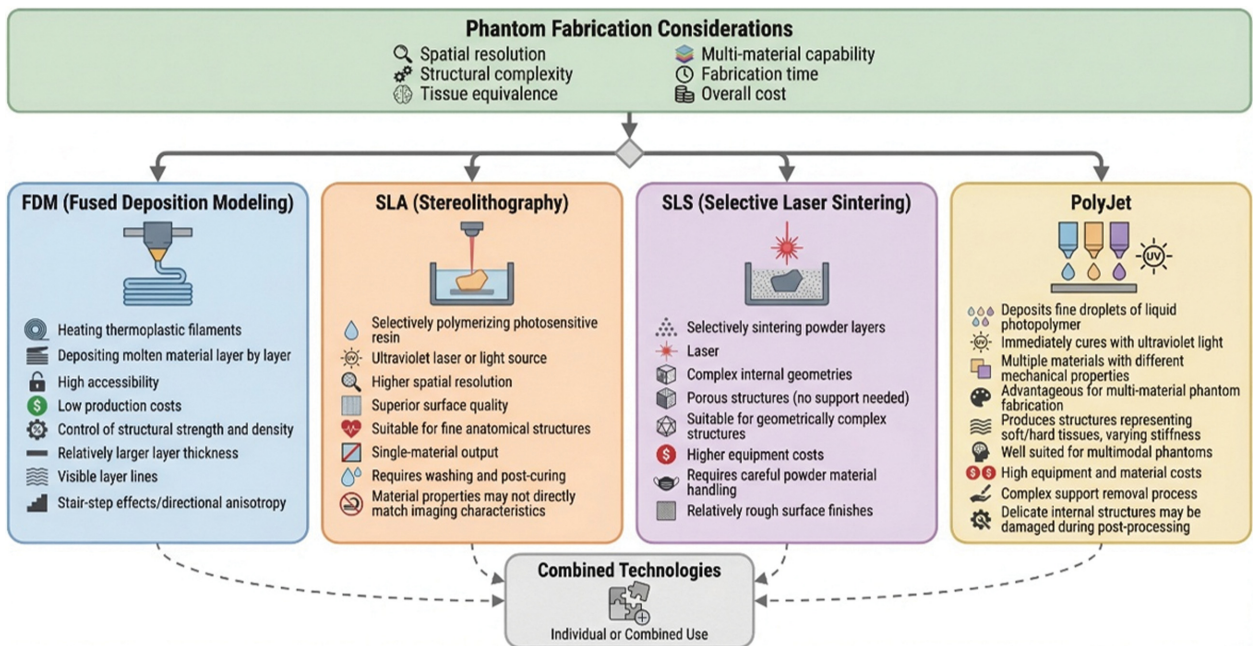 Phantom Fabrication Considerations
Spatial resolution
Structural complexity
Tissue equivalence
Multi-material capability
Fabrication time
Overall cost
FDM (Fused Deposition Modeling)
Heating thermoplastic filaments
Depositing molten material layer by layer
High accessibility
$
Low production costs
%
Control of structural strength and density
Relatively larger layer thickness
Visible layer lines
Stair-step effects/directional anisotropy
SLA (Stereolithography)
Selectively polymerizing photosensitive
resin
UV
Ultraviolet laser or light source
Higher spatial resolution
Superior surface quality
Suitable for fine anatomical structures
Single-material output
Requires washing and post-curing
Material properties may not directly
match imaging characteristics
SLS (Selective Laser Sintering)
Selectively sintering powder layers
Laser
Complex internal geometries
Porous structures (no support needed)
Suitable for geometrically complex
structures
$
Higher equipment costs
Requires careful powder material
handling
Relatively rough surface finishes
PolyJet
UV
Deposits fine droplets of liquid
photopolymer
UV
Immediately cures with ultraviolet light
Multiple materials with different
mechanical properties
Advantageous for multi-material phantom
fabrication
Produces structures representing
soft/hard tissues, varying stiffness
Well suited for multimodal phantoms
$ $
High equipment and material costs
Complex support removal process
Delicate internal structures may be
damaged during post-processing
Combined Technologies
Individual or Combined Use